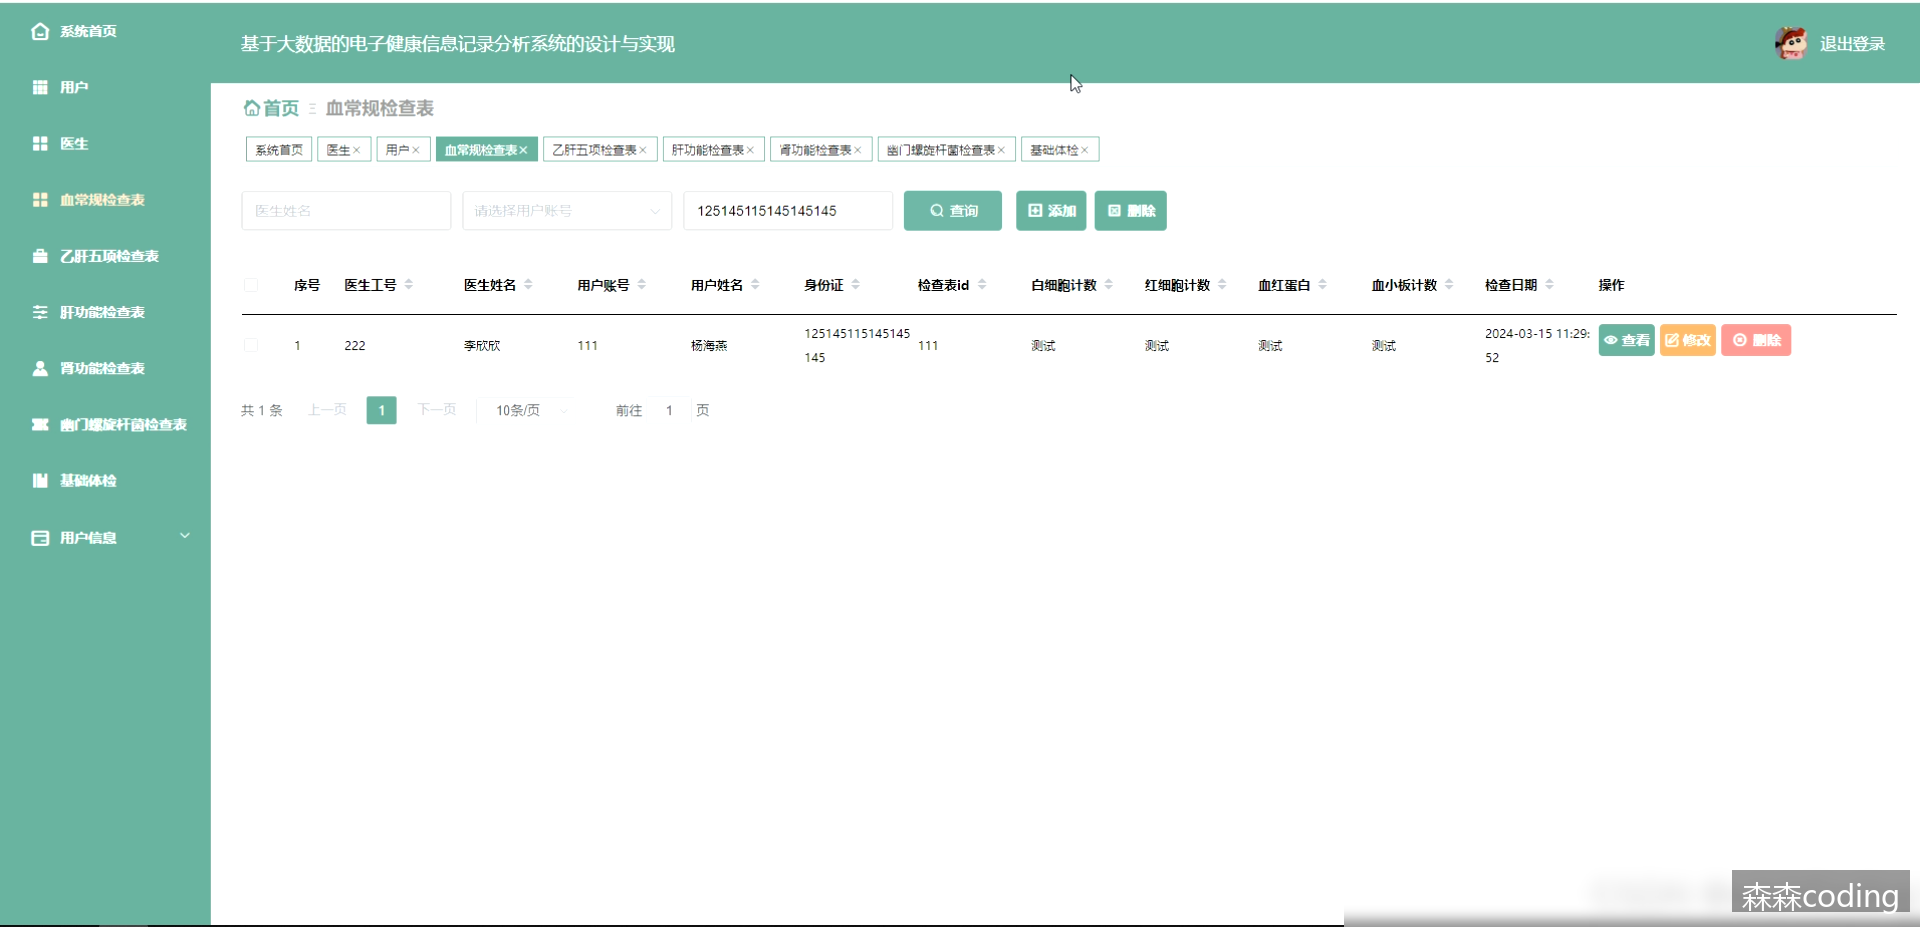 系统首页
用户
医生
血常规检查表
乙肝五项检查表
肝功能检查表
肾功能检查表
幽门螺旋杆菌检查表
基础体检
用户信息
基于大数据的电子健康信息记录分析系统的设计与实现
退出登录
首页 血常规检查表
系统首页 医生× 用户× 血常规检查表× 乙肝五项检查表× 肝功能检查表× 肾功能检查表× 幽门螺旋杆菌检查表× 基础体检×
医生姓名 请选择用户账号 125145115145145145 查询 添加 删除
序号 医生工号 医生姓名 用户账号 用户姓名 身份证 检查表id 白细胞计数 红细胞计数 血红蛋白 血小板计数 检查日期 操作
1 222 李欣欣 111 杨海燕 125145115145145 111 测试 测试 测试 测试 2024-03-15 11:29: 查看 修改 删除
145 52
共 1 条 上一页 1 下一页 10条/页 前往 1 页
森森coding